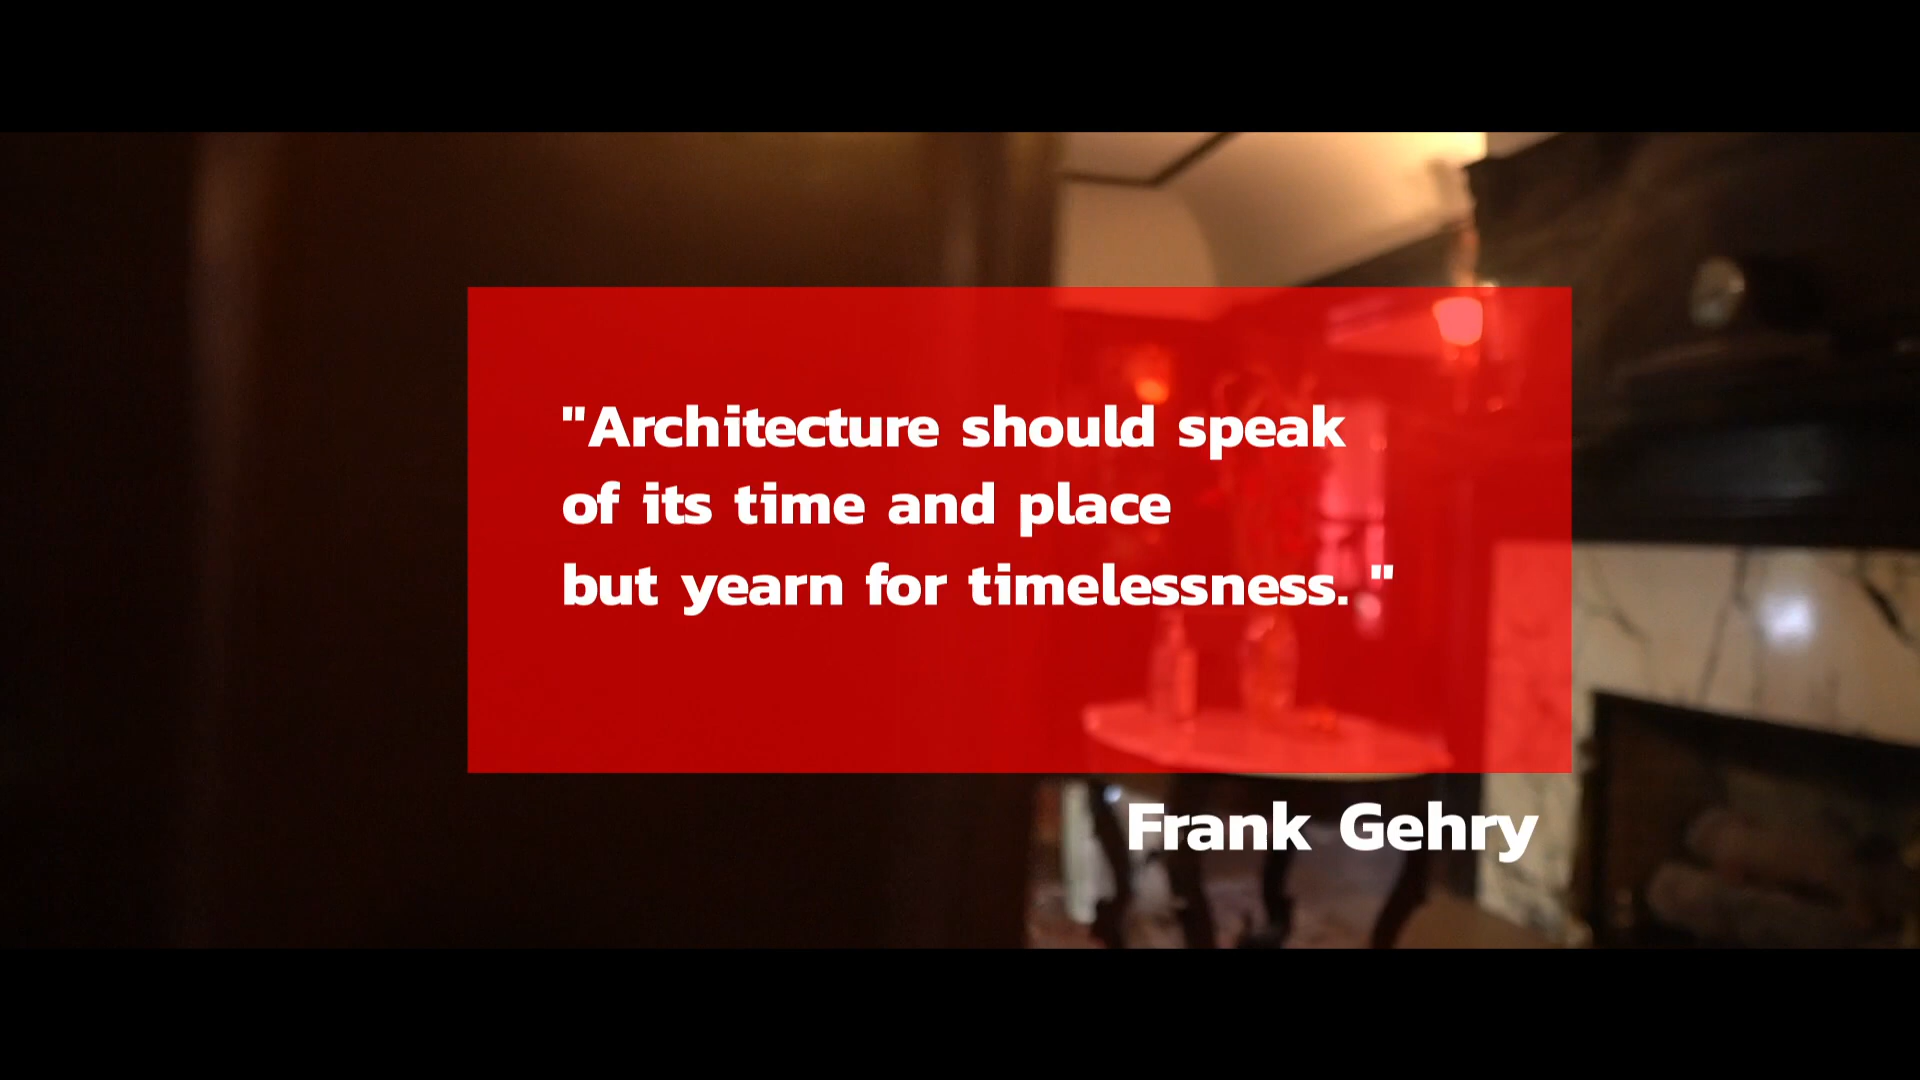 "Architecture should speak
of its time and place
but yearn for timelessness. "
Frank Gehry